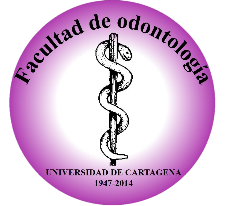 Facultad de odontología
UNIVERSIDAD DE CARTAGENA
1947-2014